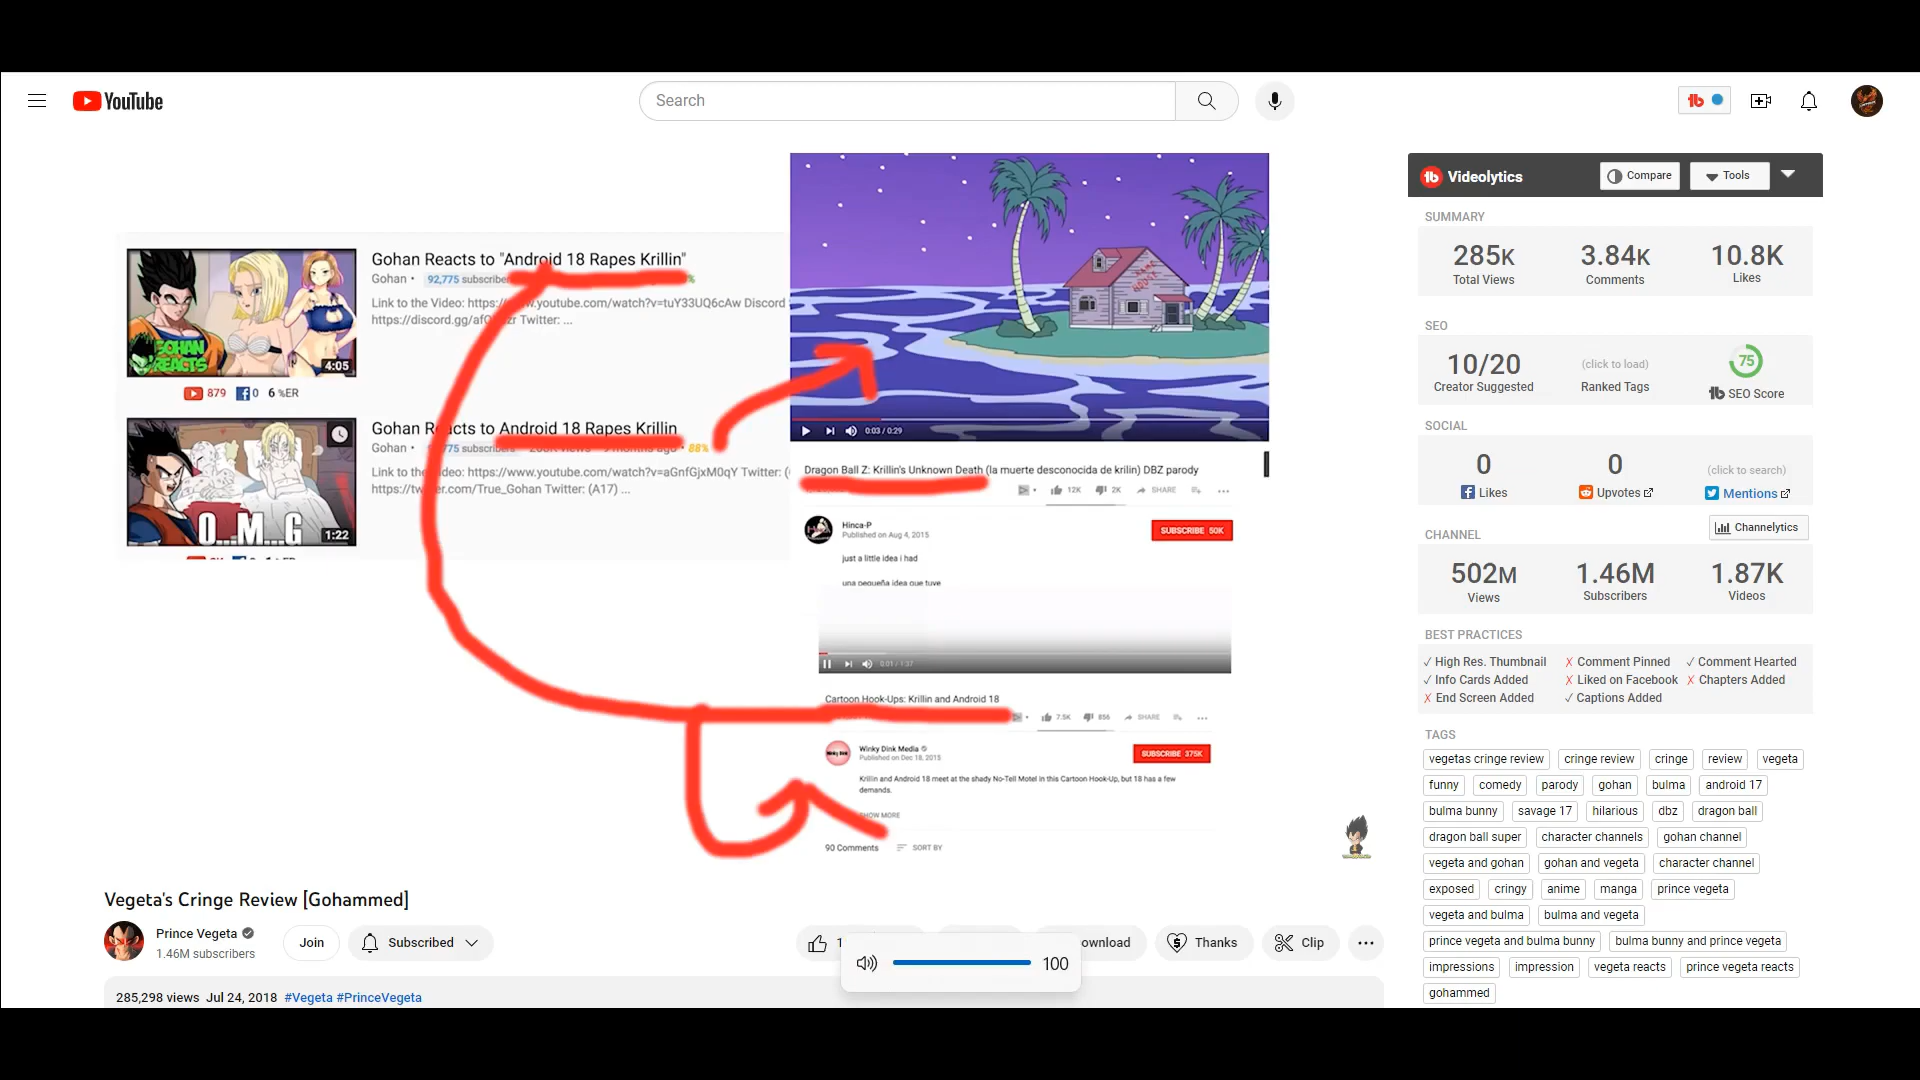 YouTube
Search
Gohan Reacts to "Android 18 Rapes Krillin"
Gohan • 92,775 subscribers
Link to the Video: https://www.youtube.com/watch?v=tuY33UQ6cAw Discord
https://discord.gg/
Twitter: ...
GOHAN
REACTS
4:05
879 0 6 %ER
Gohan Reacts to Android 18 Rapes Krillin
Gohan • 775 subscribers
months ago • 88%
Link to the Video: https://www.youtube.com/watch?v=aGnfGjxM0qY Twitter: (
https://twitter.com/True_Gohan Twitter: (A17) ...
O...M...G
1:22
0:03 / 0:29
Dragon Ball Z: Krillin's Unknown Death (la muerte desconocida de krilin) DBZ parody
12K 2K SHARE
Hinca-P
Published on Aug 4, 2015
SUBSCRIBE 50K
just a little idea i had
una pequeña idea que tuve
0:01 / 1:37
Cartoon Hook-Ups: Krillin and Android 18
7.5K 856 SHARE
Winky Dink Media
Published on Dec 18, 2015
SUBSCRIBE 375K
Krillin and Android 18 meet at the shady No-Tell Motel in this Cartoon Hook-Up, but 18 has a few
demands.
SHOW MORE
90 Comments SORT BY
Vegeta's Cringe Review [Gohammed]
Prince Vegeta
1.46M subscribers
Join
Subscribed
ownload
Thanks
Clip
100
285,298 views Jul 24, 2018 #Vegeta #PrinceVegeta
Videolytics
Compare
Tools
SUMMARY
285K 3.84K 10.8K
Total Views Comments Likes
SEO
10/20 (click to load) 75
Creator Suggested Ranked Tags SEO Score
SOCIAL
0 0 (click to search)
Likes Upvotes Mentions
CHANNEL Channelytics
502M 1.46M 1.87K
Views Subscribers Videos
BEST PRACTICES
✓ High Res. Thumbnail ✗ Comment Pinned ✓ Comment Hearted
✓ Info Cards Added ✗ Liked on Facebook ✗ Chapters Added
✗ End Screen Added ✓ Captions Added
TAGS
vegetas cringe review cringe review cringe review vegeta
funny comedy parody gohan bulma android 17
bulma bunny savage 17 hilarious dbz dragon ball
dragon ball super character channels gohan channel
vegeta and gohan gohan and vegeta character channel
exposed cringy anime manga prince vegeta
vegeta and bulma bulma and vegeta
prince vegeta and bulma bunny bulma bunny and prince vegeta
impressions impression vegeta reacts prince vegeta reacts
gohammed